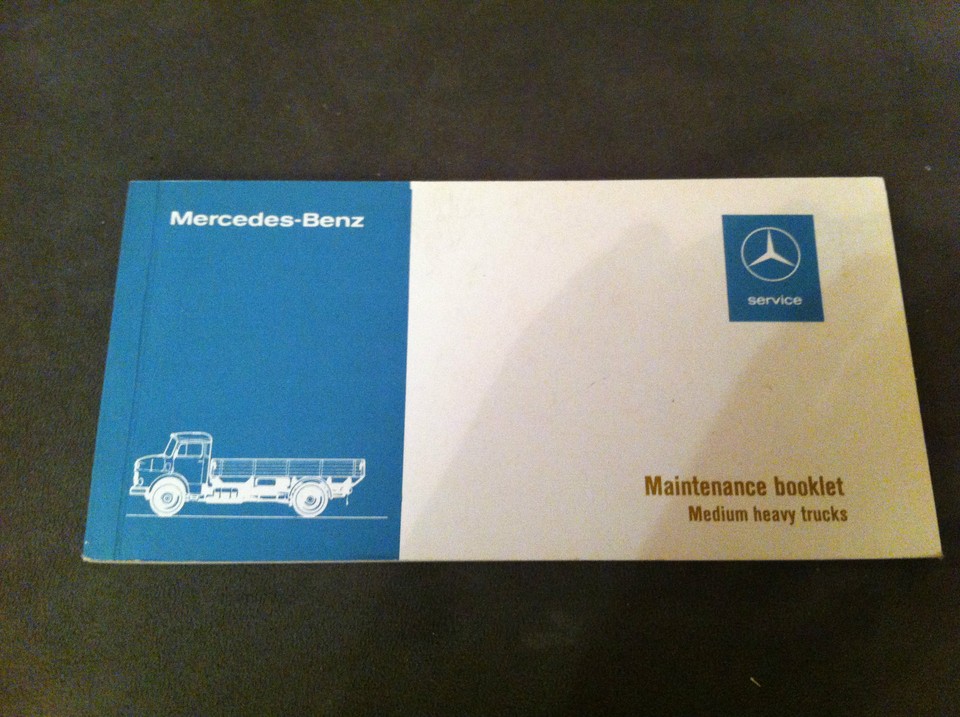 Mercedes-Benz
service
Maintenance booklet
Medium heavy trucks